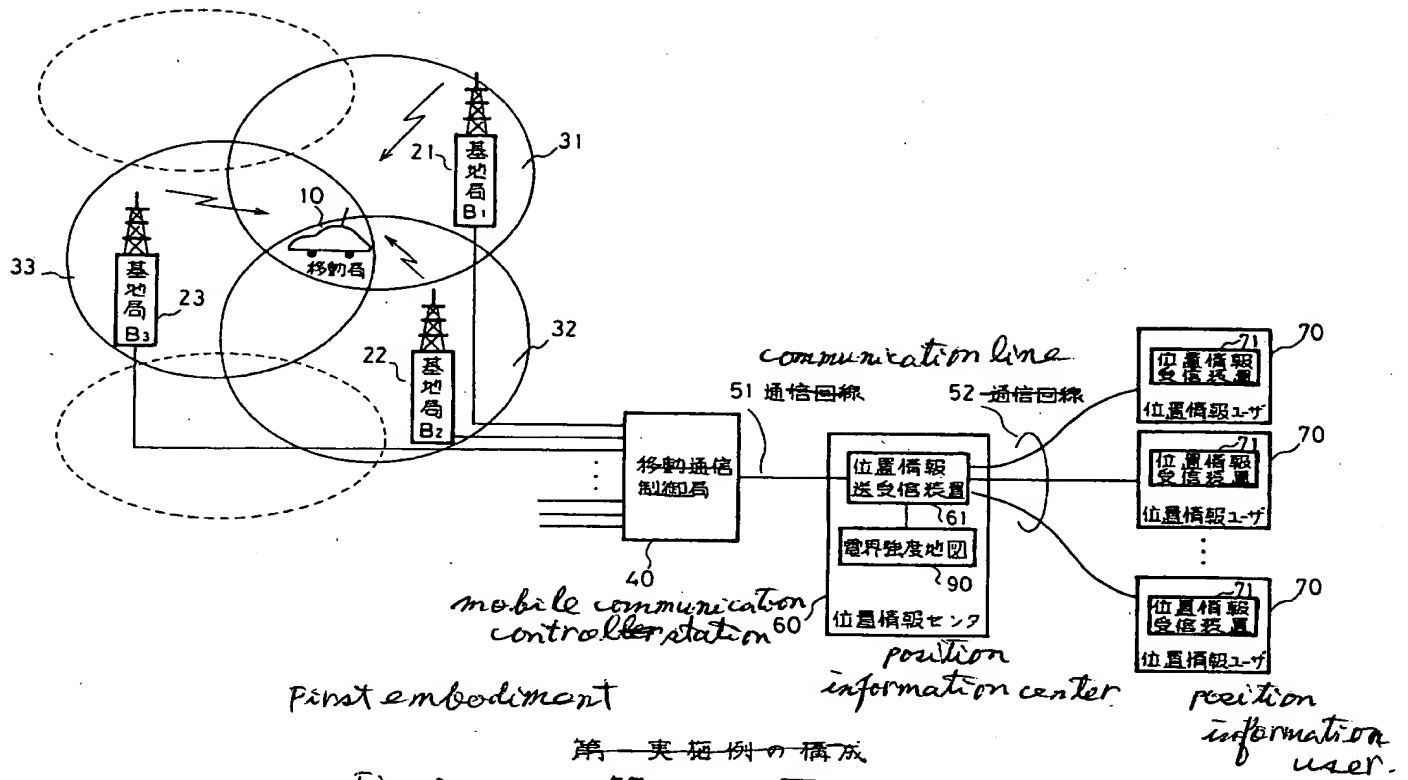 31
21
基地局B1
10
移動局
33
基地局B3
23
32
22
基地局B2
communication line
51 通信回線
52 通信回線
移動通信
制御局
40
mobile communication
controller station
位置情報
送受信装置
61
電界強度地図
90
60
位置情報センタ
position
information center
71
位置情報
受信装置
位置情報ユーザ
70
71
位置情報
受信装置
位置情報ユーザ
70
71
位置情報
受信装置
位置情報ユーザ
70
position
information
user.
First embodimant
第一実施例の構成